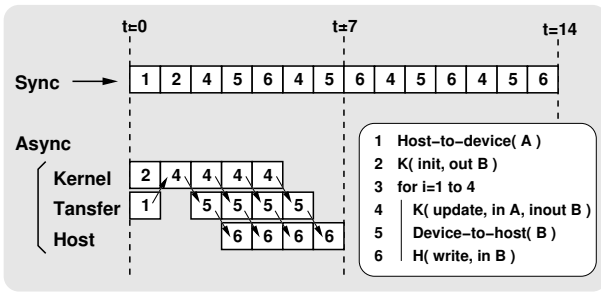 t=0
t=7
t=14
Sync
1 2 4 5 6 4 5 6 4 5 6 4 5 6
Async
Kernel
2 4 4 4 4
Tansfer
1 5 5 5 5
Host
6 6 6 6
1 Host-to-device( A )
2 K( init, out B )
3 for i=1 to 4
4 K( update, in A, inout B )
5 Device-to-host( B )
6 H( write, in B )